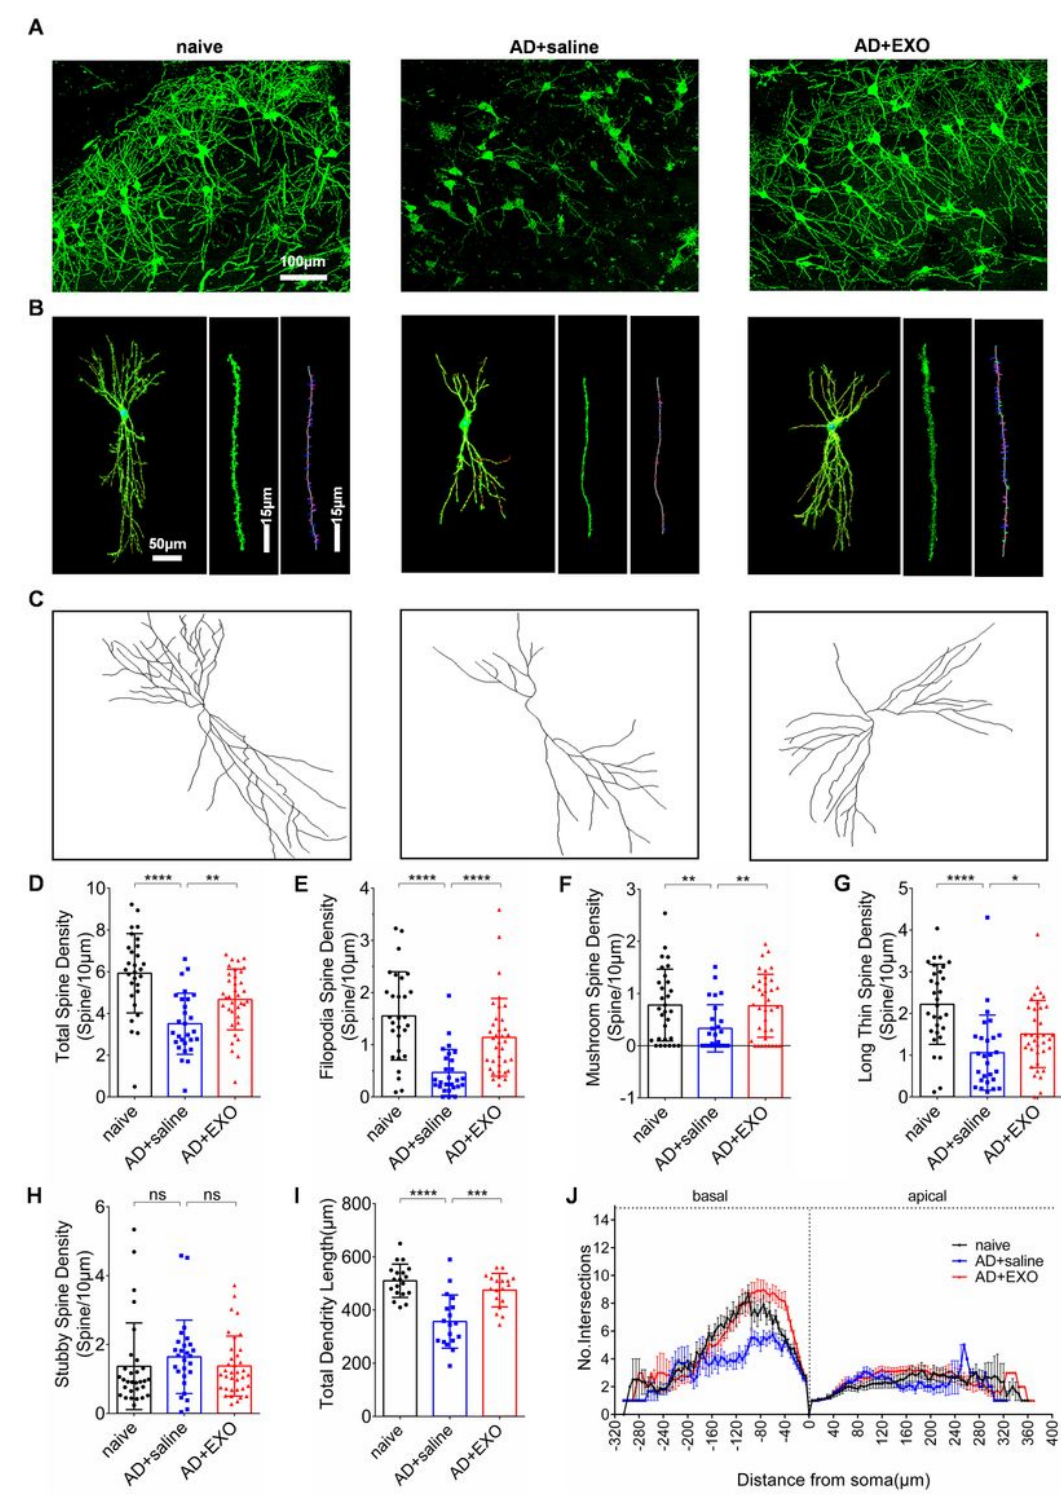 A
naive
AD+saline
AD+EXO
100μm
B
50μm
15μm
15μm
C
D
Total Spine Density
(Spine/10μm)
10
8
6
4
2
0
****
**
naive
AD+saline
AD+EXO
E
Filopodia Spine Density
(Spine/10μm)
4
3
2
1
0
****
****
naive
AD+saline
AD+EXO
F
Mushroom Spine Density
(Spine/10μm)
3
2
1
0
-1
**
**
naive
AD+saline
AD+EXO
G
Long Thin Spine Density
(Spine/10μm)
5
4
3
2
1
0
****
*
naive
AD+saline
AD+EXO
H
Stubby Spine Density
(Spine/10μm)
6
4
2
0
ns
ns
naive
AD+saline
AD+EXO
I
Total Dendrity Length(μm)
800
600
400
200
0
****
***
naive
AD+saline
AD+EXO
J
basal
apical
No.Intersections
14
12
10
8
6
4
2
0
naive
AD+saline
AD+EXO
-320
-280
-240
-200
-160
-120
-80
-40
0
40
80
120
160
200
240
280
320
360
400
Distance from soma(μm)